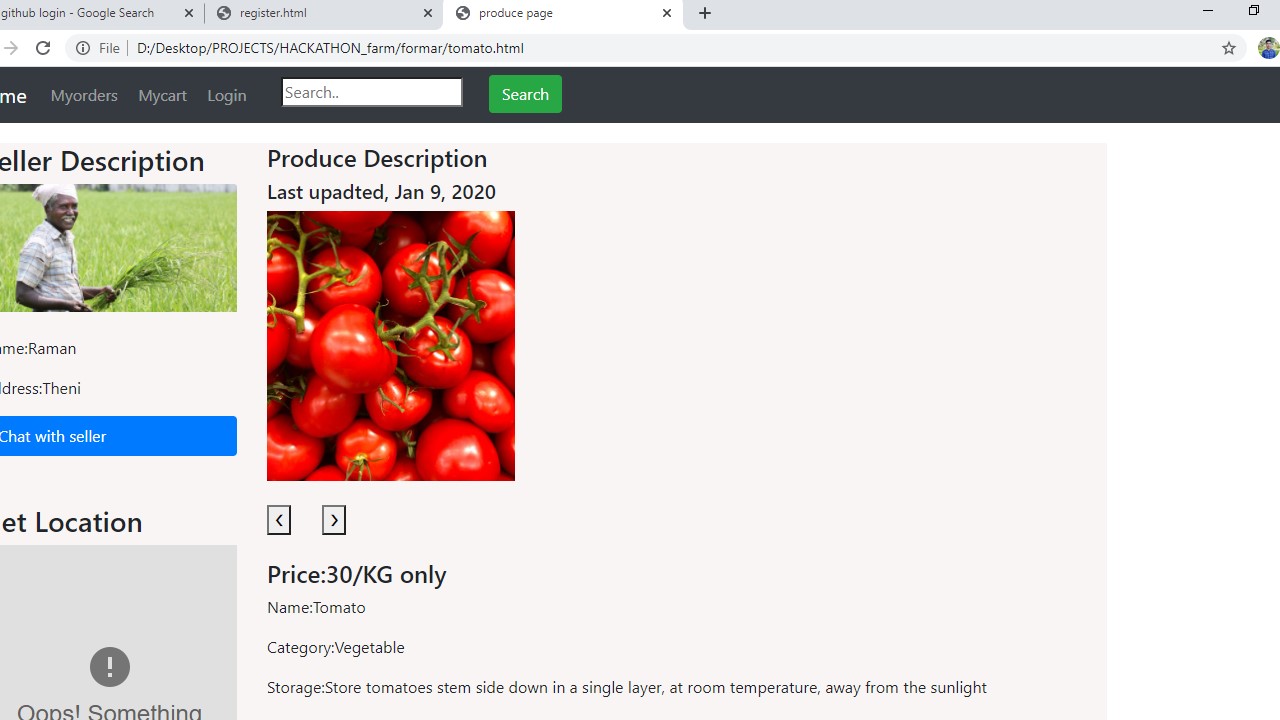 github login - Google Search
register.html
produce page
File
D:/Desktop/PROJECTS/HACKATHON_farm/formar/tomato.html
me Myorders Mycart Login Search.. Search
eller Description
Produce Description
Last upadted, Jan 9, 2020
ame:Raman
ddress:Theni
Chat with seller
et Location
Price:30/KG only
Name:Tomato
Category:Vegetable
Storage:Store tomatoes stem side down in a single layer, at room temperature, away from the sunlight
Oops! Something